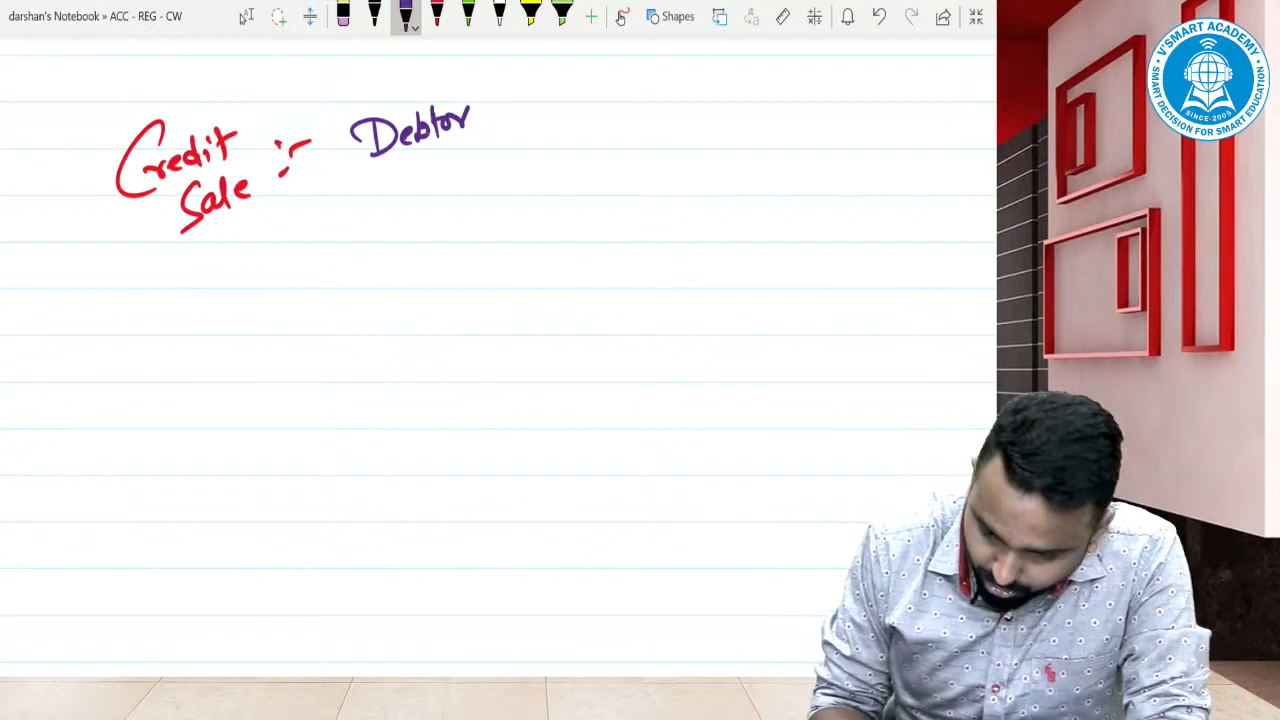 darshan's Notebook » ACC - REG - CW
Shapes
Credit Sale :- Debtor
V'SMART ACADEMY
SMART DECISION FOR SMART EDUCATION
SINCE-2005